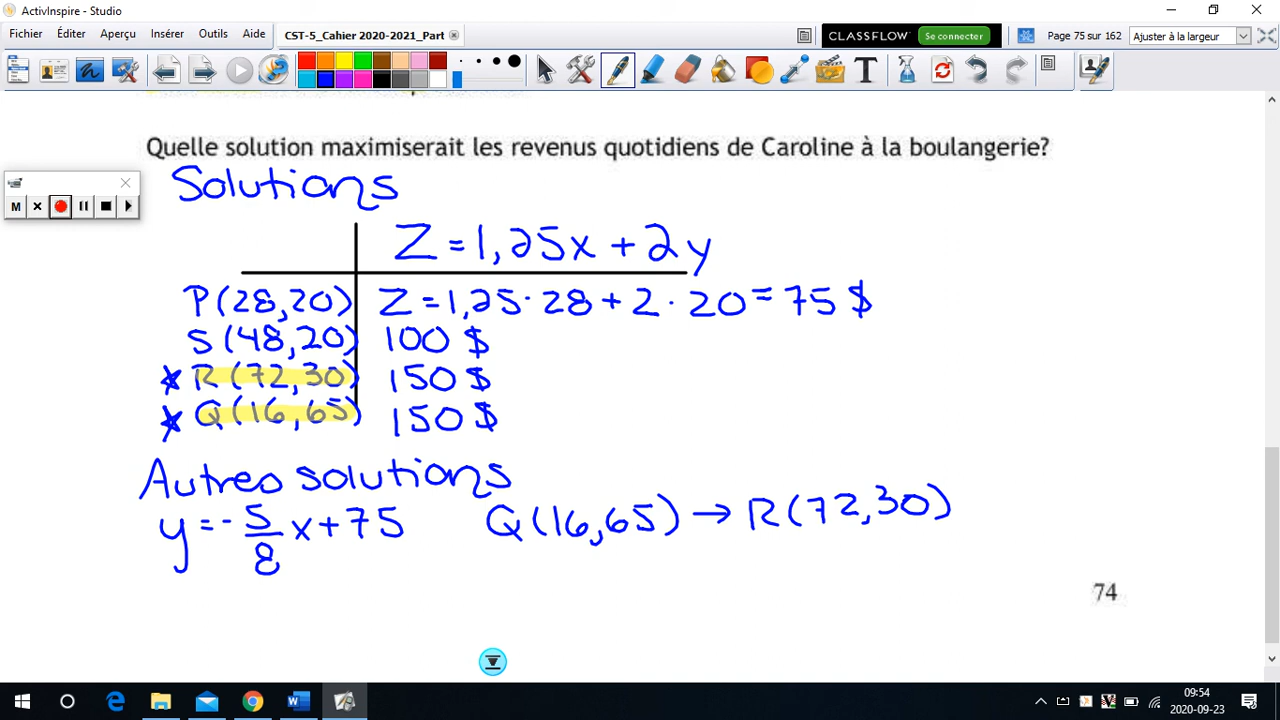 ActivInspire - Studio
Fichier Éditer Aperçu Insérer Outils Aide CST-5_Cahier 2020-2021_Part CLASSFLOW Se connecter Page 75 sur 162 Ajuster à la largeur
Quelle solution maximiserait les revenus quotidiens de Caroline à la boulangerie?
M
Solutions
Z = 1,25x + 2y
P(28,20) Z = 1,25 · 28 + 2 · 20 = 75 $
S(48,20) 100 $
* R(72,30) 150 $
* Q(16,65) 150 $
Autres solutions
y = -5/8 x + 75 Q(16,65) → R(72,30)
74
09:54
2020-09-23